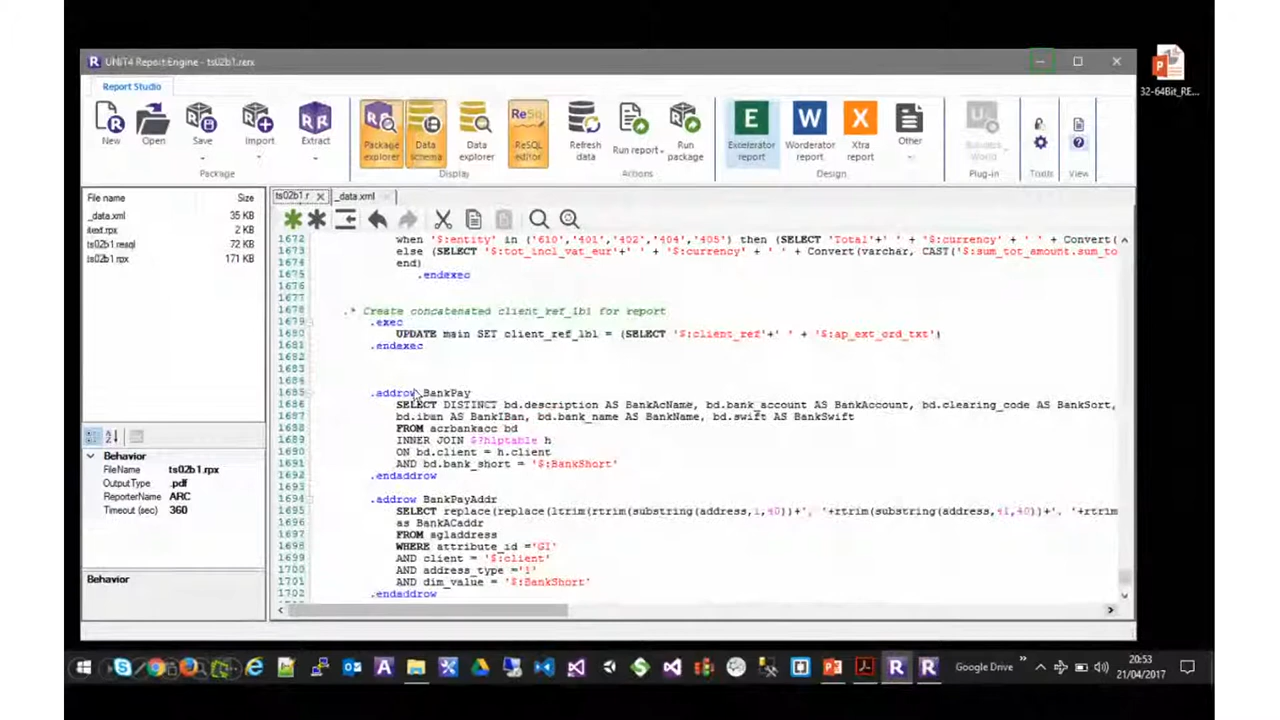 UNIT4 Report Engine - ts02b1.rerx
32-64Bit_RE...
Report Studio
New
Open
Save
Import
Extract
Package explorer
Data schema
Data explorer
ReSQL editor
Refresh data
Run report
Run package
Excelerator report
Worderator report
Xtra report
Other
Package
Display
Actions
Design
Plug-in
Tools
View
File name Size
_data.xml 35 KB
2 KB
ts02b1.resql 72 KB
ts02b1.rpx 171 KB
Behavior
FileName ts02b1.rpx
OutputType .pdf
ReporterName ARC
Timeout (sec) 360
Behavior
ts02b1.r _data.xml
1672 when '$:entity' in ('610','401','402','404','405') then (SELECT 'Total'+' ' + '$:currency' + ' ' + Convert(
1673 else (SELECT '$:tot_incl_vat_eur'+' ' + '$:currency' + ' ' + Convert(varchar, CAST('$:sum_tot_amount.sum_to
1674 end)
1675 .endexec
1676
1677
1678 .* Create concatenated client_ref_lbl for report
1679 .exec
1680 UPDATE main SET client_ref_lbl = (SELECT '$:client_ref'+' ' + '$:ap_ext_ord_txt')
1681 .endexec
1682
1683
1684
1685 .addrow BankPay
1686 SELECT DISTINCT bd.description AS BankAcName, bd.bank_account AS BankAccount, bd.clearing_code AS BankSort,
1687 bd.iban AS BankIBan, bd.bank_name AS BankName, bd.swift AS BankSwift
1688 FROM acrbankacc bd
1689 INNER JOIN $?hlptable h
1690 ON bd.client = h.client
1691 AND bd.bank_short = '$:BankShort'
1692 .endaddrow
1693
1694 .addrow BankPayAddr
1695 SELECT replace(replace(ltrim(rtrim(substring(address,1,40))+', '+rtrim(substring(address,41,40))+', '+rtrim
1696 as BankACaddr
1697 FROM agladdress
1698 WHERE attribute_id ='GI'
1699 AND client = '$:client'
1700 AND address_type ='1'
1701 AND dim_value = '$:BankShort'
1702 .endaddrow
Google Drive
20:53
21/04/2017